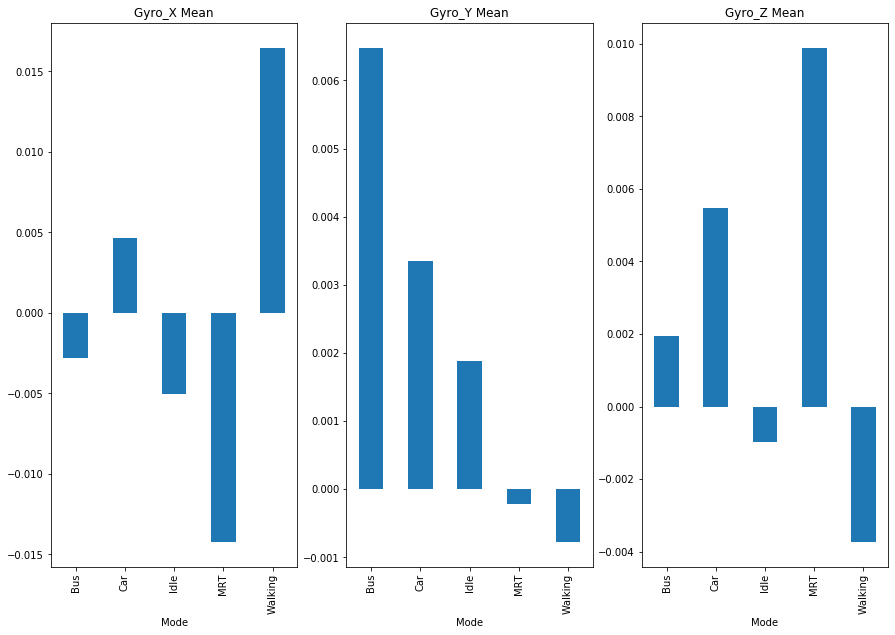 Gyro_X Mean
0.015
0.010
0.005
0.000
−0.005
−0.010
−0.015
Bus
Car
Idle
MRT
Walking
Mode
Gyro_Y Mean
0.006
0.005
0.004
0.003
0.002
0.001
0.000
−0.001
Bus
Car
Idle
MRT
Walking
Mode
Gyro_Z Mean
0.010
0.008
0.006
0.004
0.002
0.000
−0.002
−0.004
Bus
Car
Idle
MRT
Walking
Mode